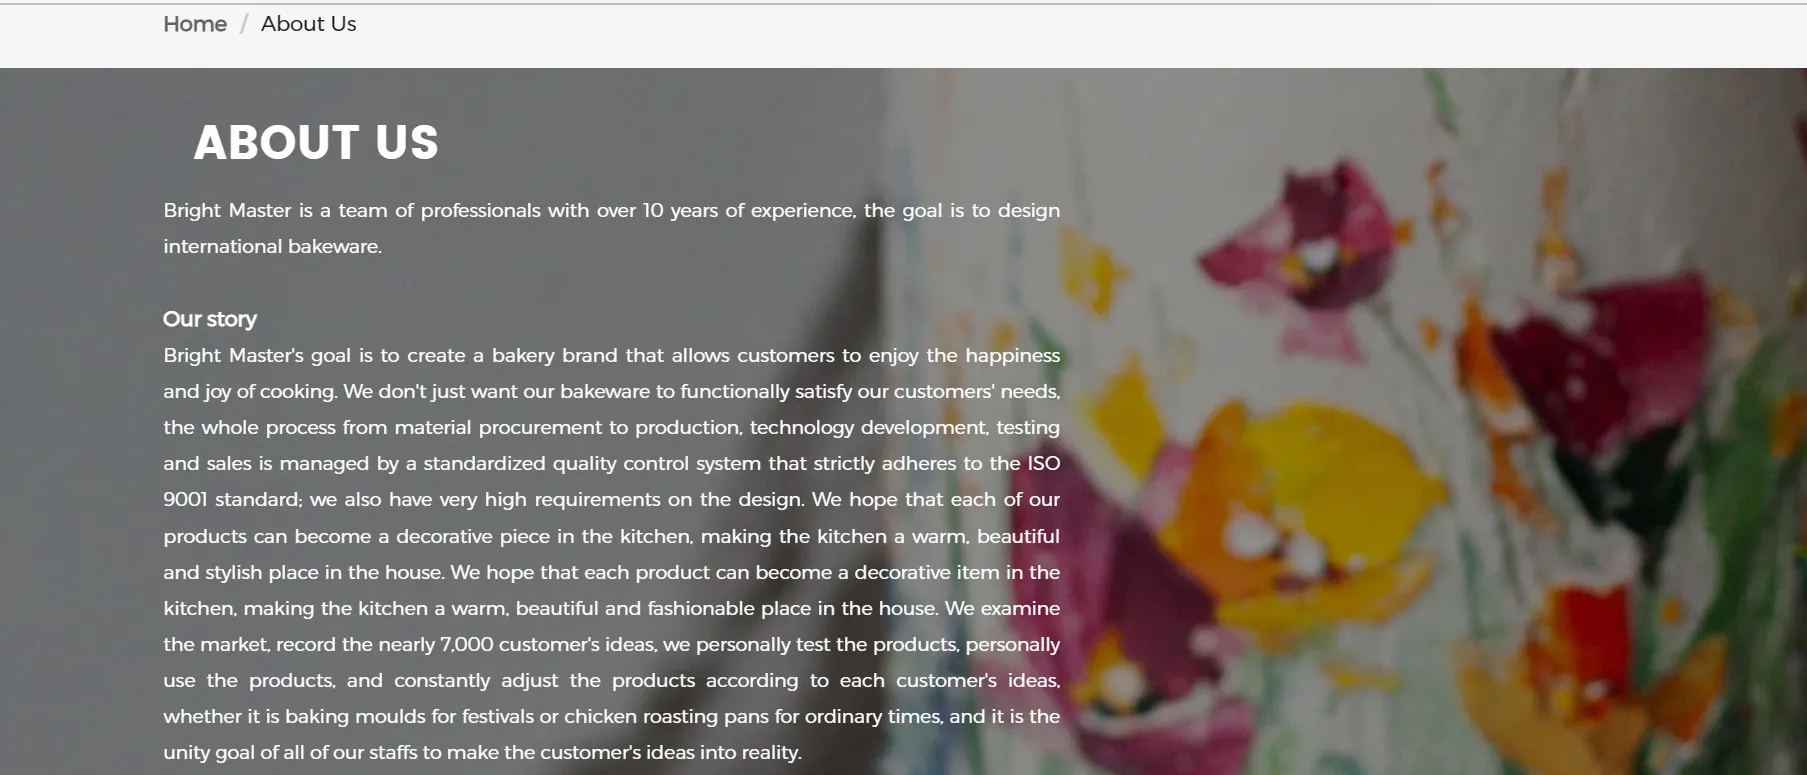 Home / About Us
ABOUT US
Bright Master is a team of professionals with over 10 years of experience, the goal is to design
international bakeware.
Our story
Bright Master's goal is to create a bakery brand that allows customers to enjoy the happiness
and joy of cooking. We don't just want our bakeware to functionally satisfy our customers' needs,
the whole process from material procurement to production, technology development, testing
and sales is managed by a standardized quality control system that strictly adheres to the ISO
9001 standard; we also have very high requirements on the design. We hope that each of our
products can become a decorative piece in the kitchen, making the kitchen a warm, beautiful
and stylish place in the house. We hope that each product can become a decorative item in the
kitchen, making the kitchen a warm, beautiful and fashionable place in the house. We examine
the market, record the nearly 7,000 customer's ideas, we personally test the products, personally
use the products, and constantly adjust the products according to each customer's ideas,
whether it is baking moulds for festivals or chicken roasting pans for ordinary times, and it is the
unity goal of all of our staffs to make the customer's ideas into reality.